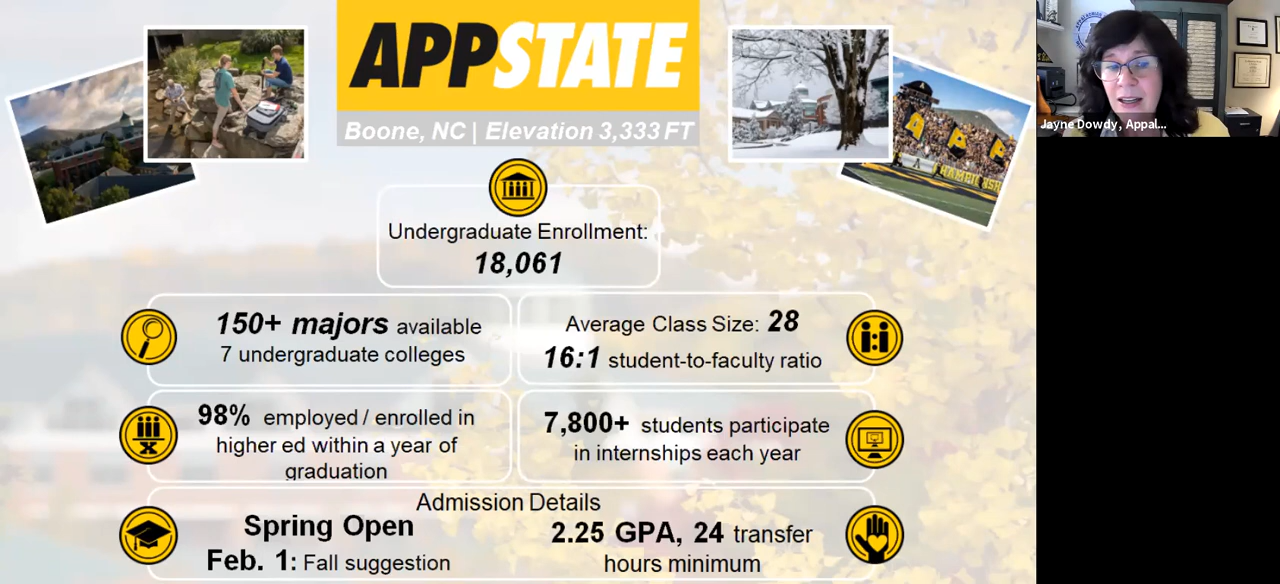 APPSTATE
Boone, NC | Elevation 3,333 FT
Jayne Dowdy, Appal...
Undergraduate Enrollment:
18,061
150+ majors available
7 undergraduate colleges
Average Class Size: 28
16:1 student-to-faculty ratio
98% employed / enrolled in
higher ed within a year of
graduation
7,800+ students participate
in internships each year
Admission Details
Spring Open
Feb. 1: Fall suggestion
2.25 GPA, 24 transfer
hours minimum